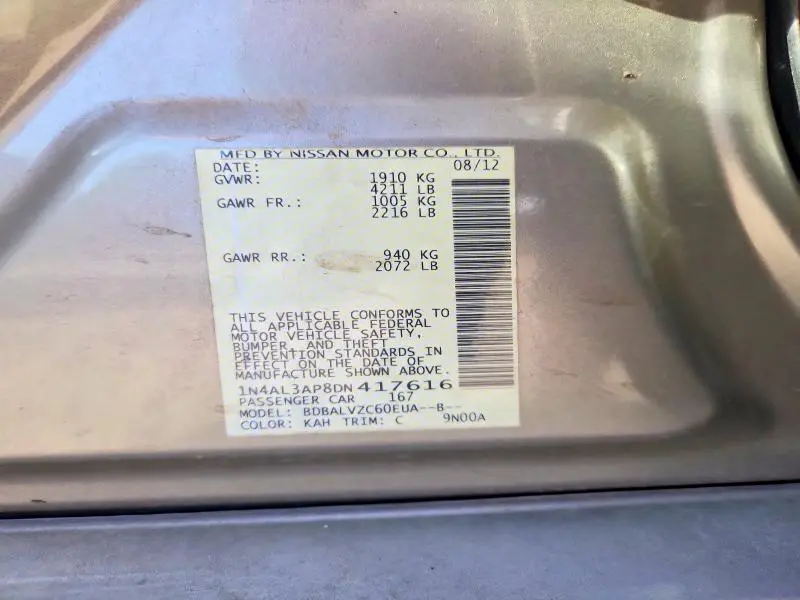 MFD BY NISSAN MOTOR CO., LTD.
DATE: 08/12
GVWR: 1910 KG
4211 LB
GAWR FR.: 1005 KG
2216 LB
GAWR RR.: 940 KG
2072 LB
THIS VEHICLE CONFORMS TO
ALL APPLICABLE FEDERAL
MOTOR VEHICLE SAFETY,
BUMPER, AND THEFT
PREVENTION STANDARDS IN
EFFECT ON THE DATE OF
MANUFACTURE SHOWN ABOVE.
1N4AL3AP8DN417616
PASSENGER CAR 167
MODEL: BDBALVZC60EUA--B--
COLOR: KAH TRIM: C 9N00A